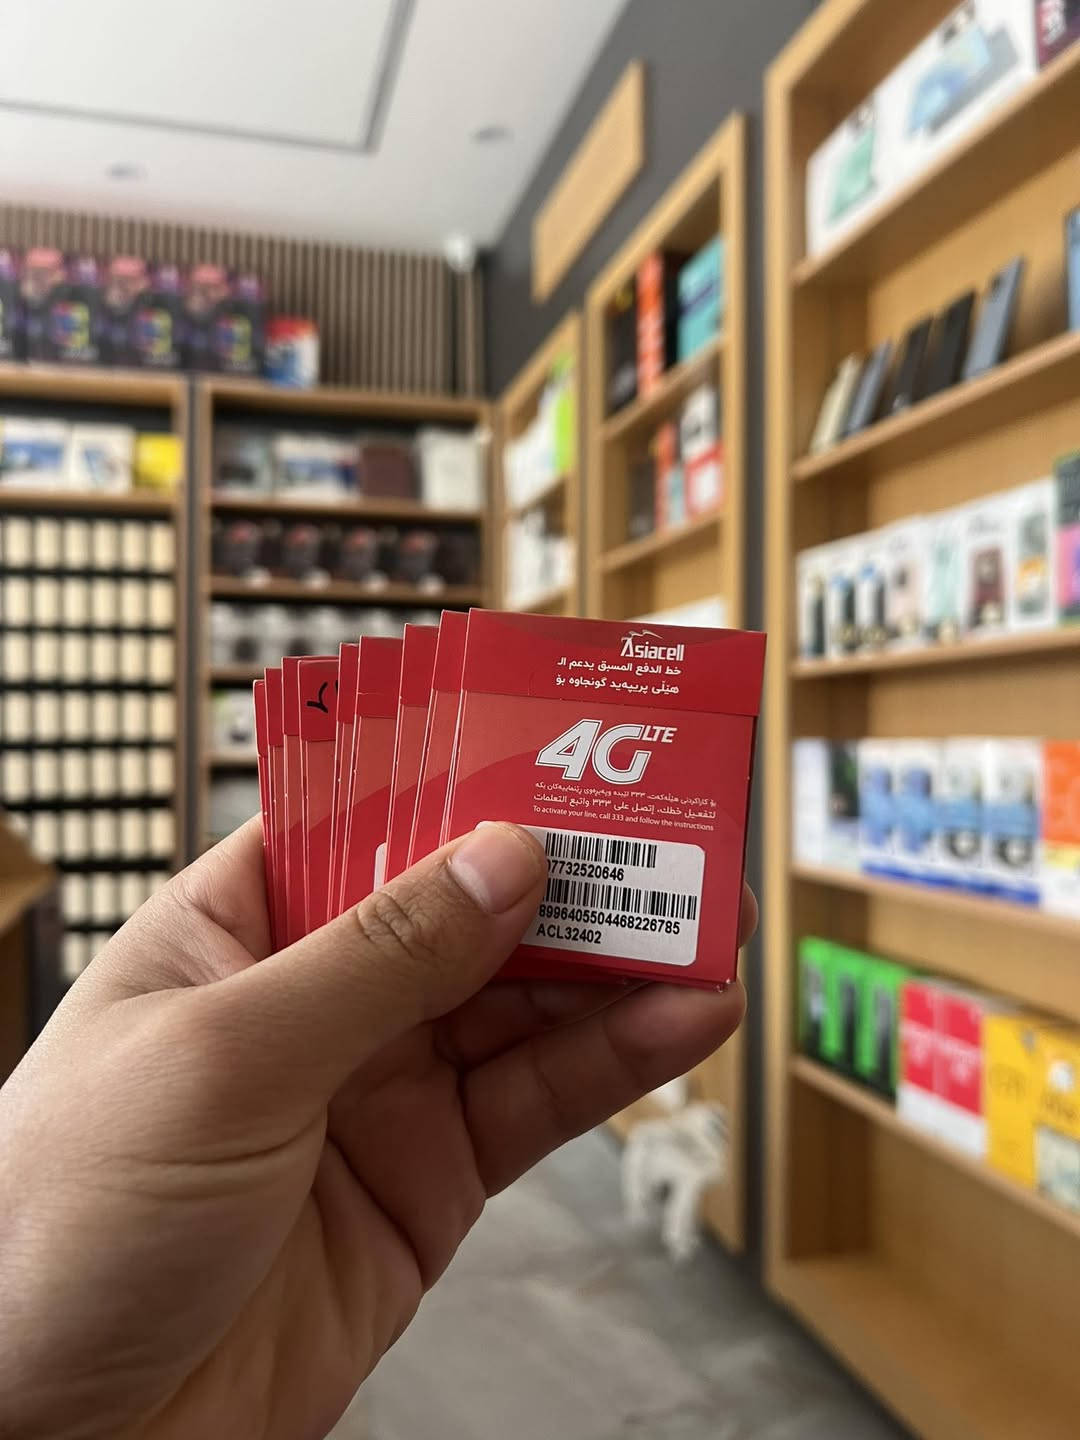 Asiacell
خط الدفع المسبق يدعم الـ
هێڵی پریپەید گونجاوە بۆ
4G LTE
بۆ کاراکردنی هێڵەکەت، ٣٣٣ لێبدە وپەیڕەوی ڕێنماییەکان بکە
لتفعيل خطك، إتصل على ٣٣٣ واتبع التعلمات
To activate your line, call 333 and follow the instructions
07732520646
8996405504468226785
ACL32402